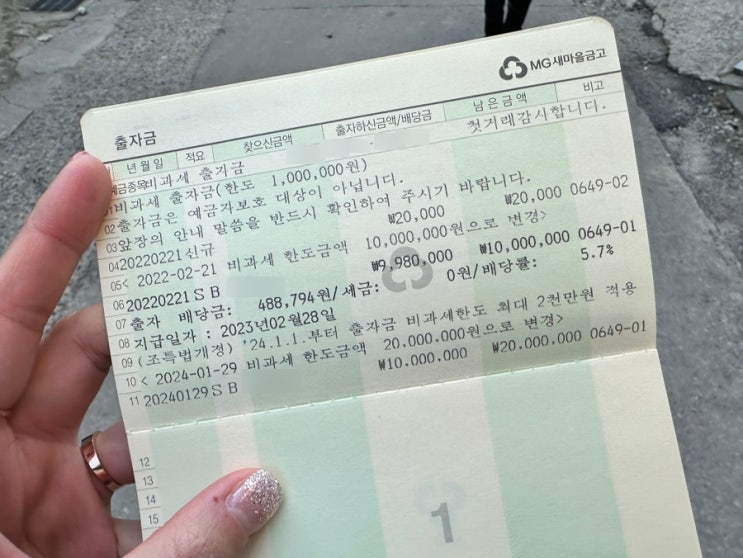 MG새마을금고
출자금
년월일 적요 찾으신금액 출자하신금액/배당금 남은금액 비고
예금종목비과세 출자금 첫거래감사합니다.
01비과세 출자금(한도 1,000,000원)
02출자금은 예금자보호 대상이 아닙니다.
03앞장의 안내 말씀을 반드시 확인하여 주시기 바랍니다.
0420220221신규 ₩20,000 ₩20,000 0649-02
05< 2022-02-21 비과세 한도금액 10,000,000원으로 변경>
06 20220221 S B ₩9,980,000 ₩10,000,000 0649-01
07 출자 배당금: 488,794원/세금: 0원/배당률: 5.7%
08 지급일자 : 2023년02월28일
09 (조특법개정) '24.1.1.부터 출자금 비과세한도 최대 2천만원 적용
10 < 2024-01-29 비과세 한도금액 20,000,000원으로 변경>
11 20240129 S B ₩10,000,000 ₩20,000,000 0649-01
12
13
14
15
1